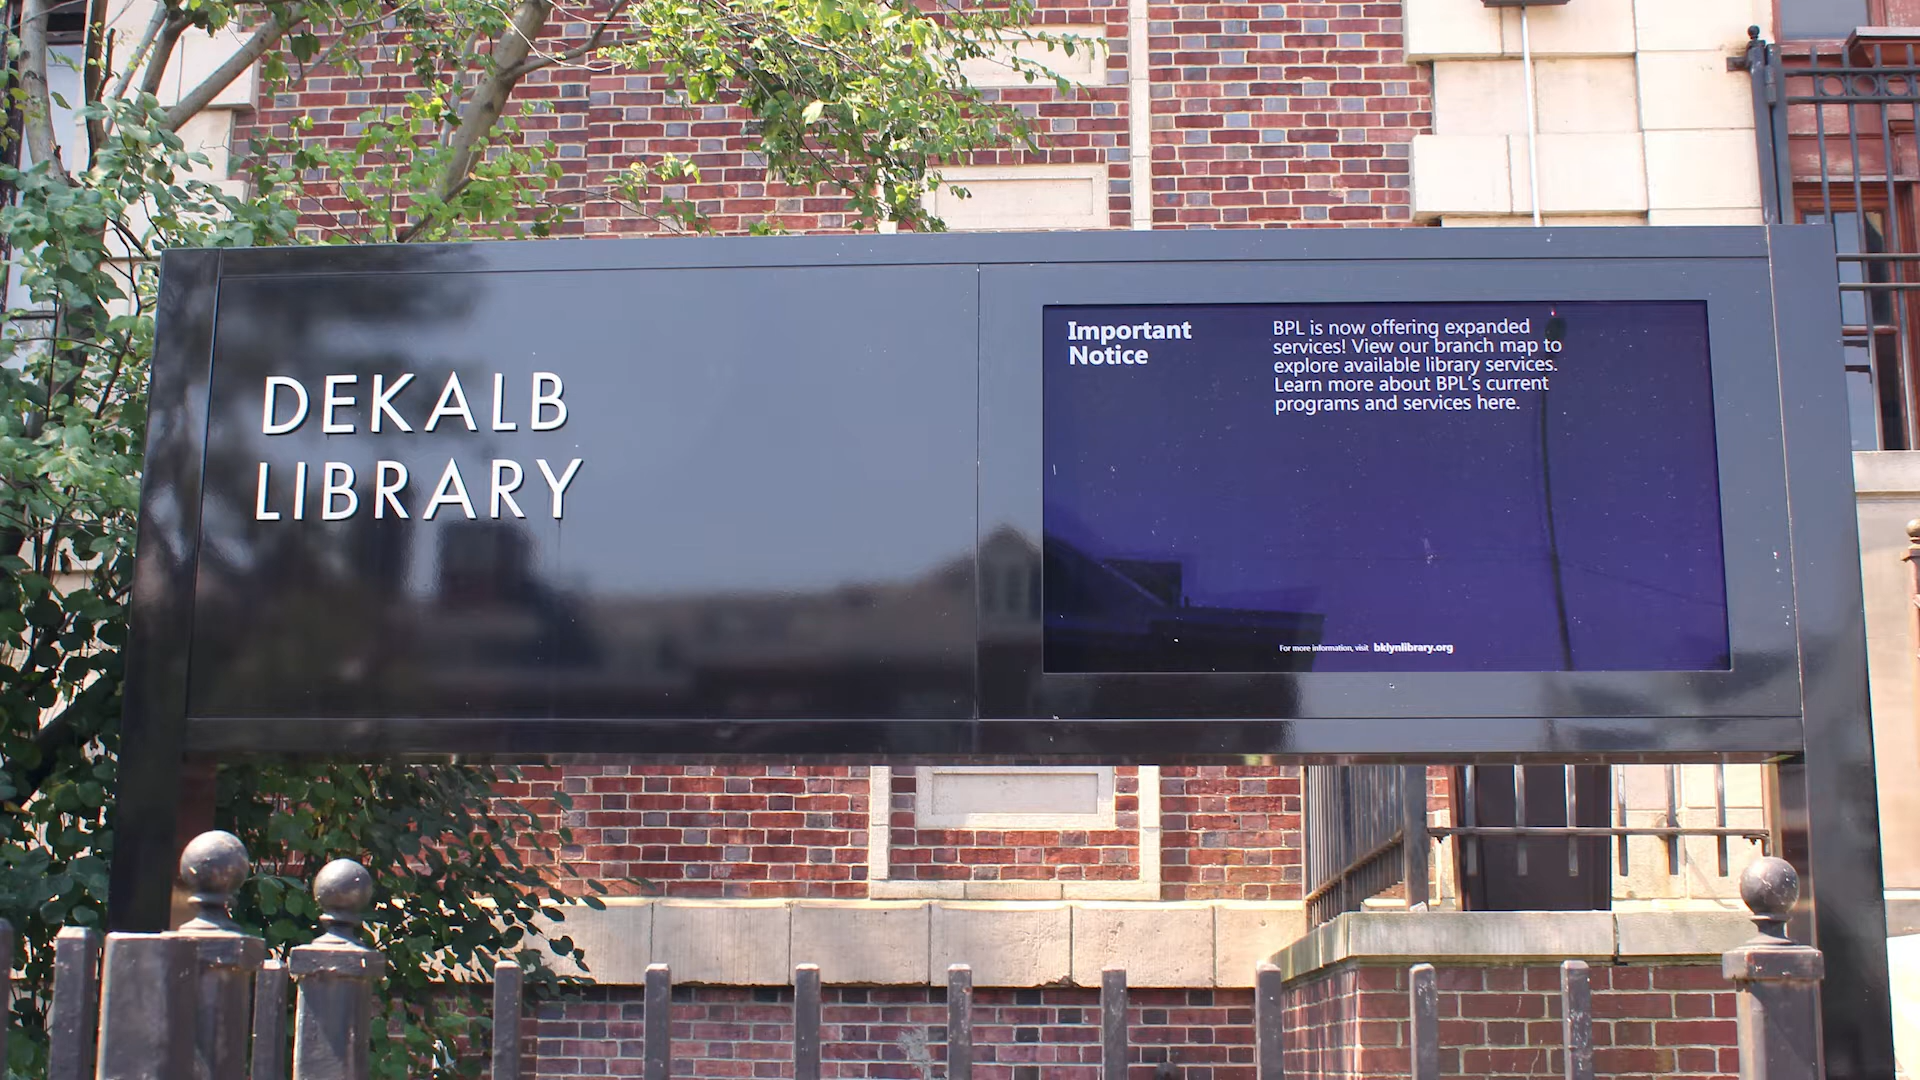 DEKALB
LIBRARY
Important
Notice
BPL is now offering expanded
services! View our branch map to
explore available library services.
Learn more about BPL's current
programs and services here.
For more information, visit bklynlibrary.org